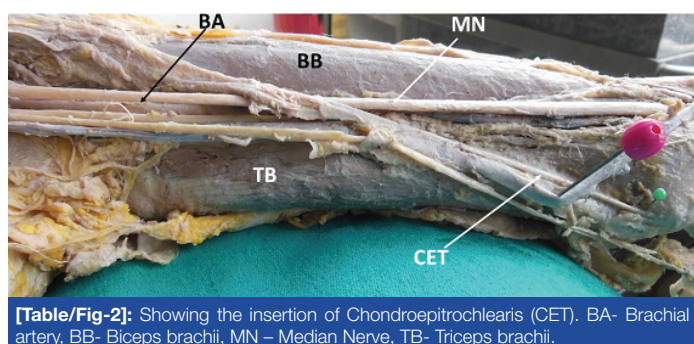 BA
MN
BB
TB
CET
[Table/Fig-2]: Showing the insertion of Chondroepitrochlearis (CET). BA- Brachial
artery, BB- Biceps brachii, MN – Median Nerve, TB- Triceps brachii.